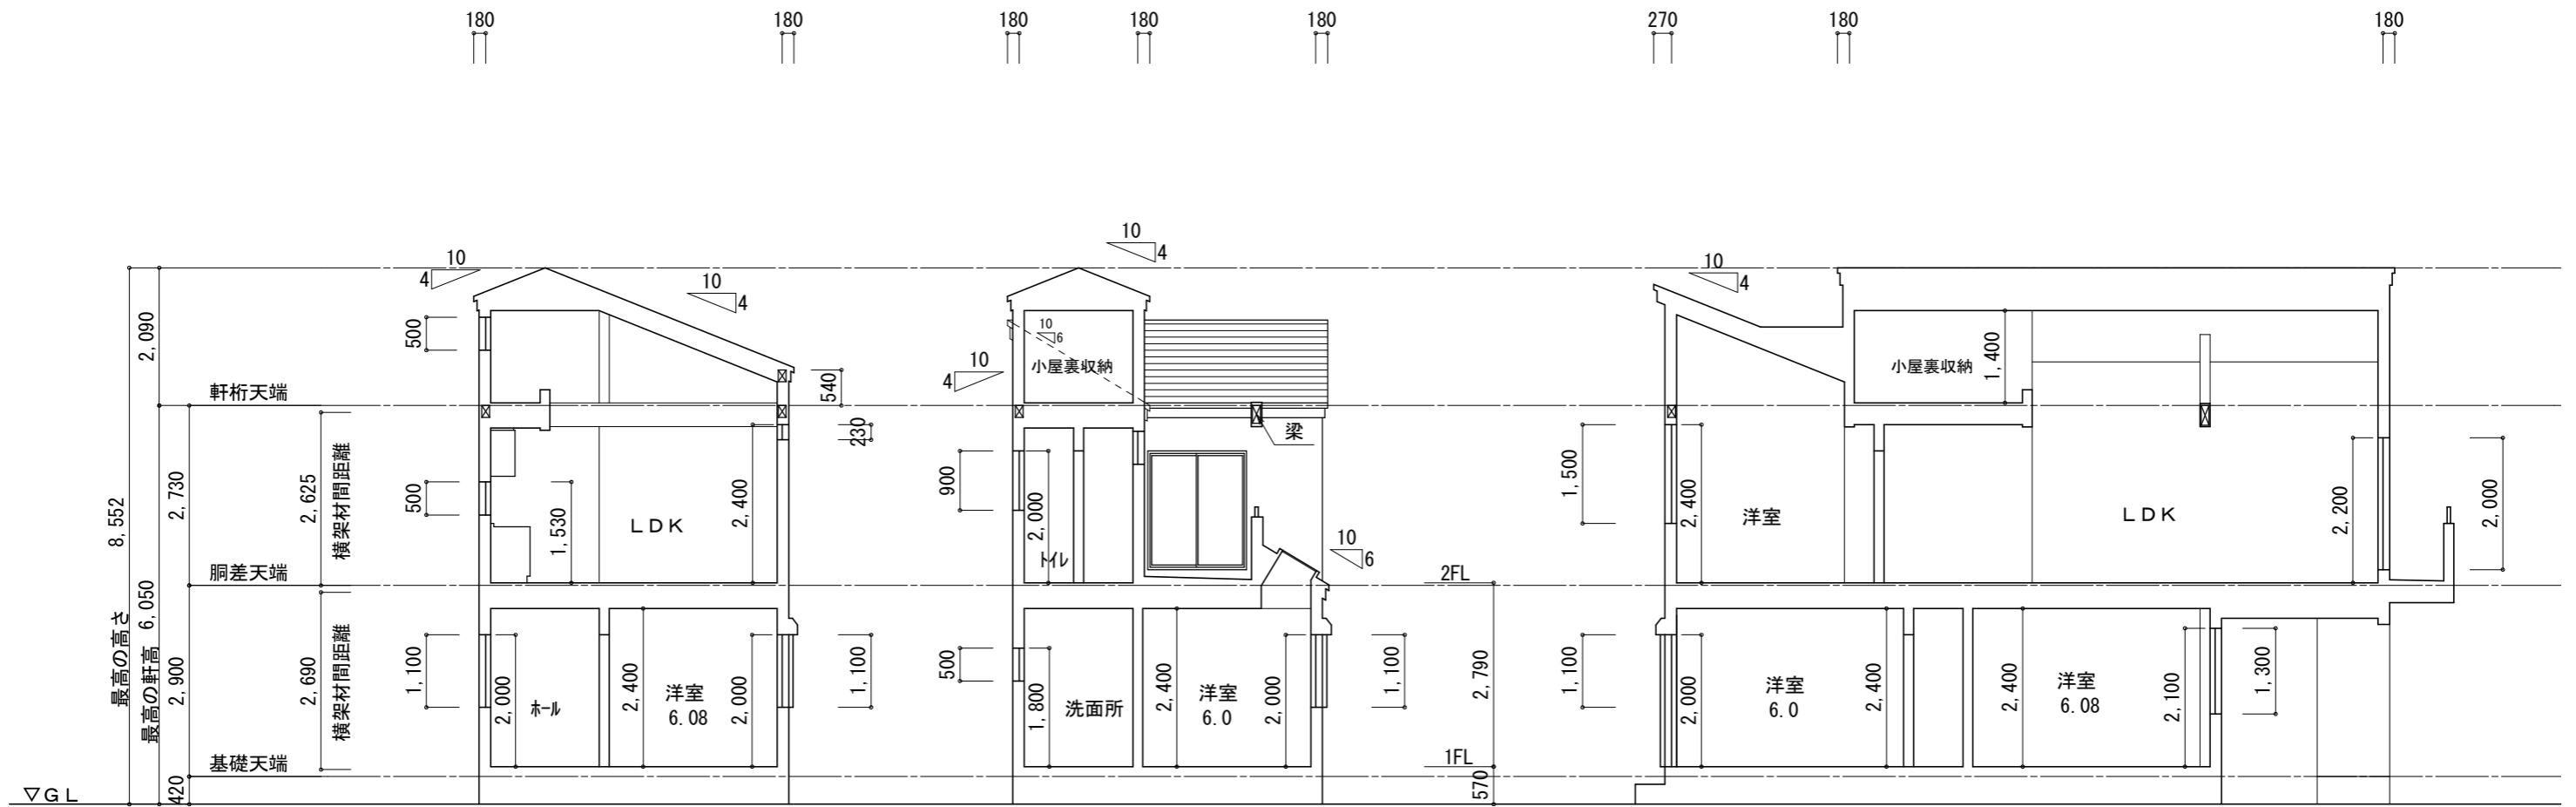 180 180 180 180 180 270 180 180
10
4
10
4
10
4
10
4
10
6
小屋裏収納
10
4
540
230
梁
10
6
10
4
小屋裏収納
1,400
最高の高さ 8,552
最高の軒高 6,050
2,090
2,730
2,900
420
軒桁天端
胴差天端
基礎天端
▽GL
2,625
横架材間距離
2,690
横架材間距離
500
500
1,530
LDK
2,400
1,100
2,000
ホール
2,400
洋室
6.08
2,000
1,100
900
2,000
トイレ
500
1,800
洗面所
2,400
洋室
6.0
2,000
1,100
2FL
2,790
1FL
570
1,500
2,400
洋室
LDK
2,200
2,000
1,100
2,000
洋室
6.0
2,400
2,400
洋室
6.08
2,100
1,300